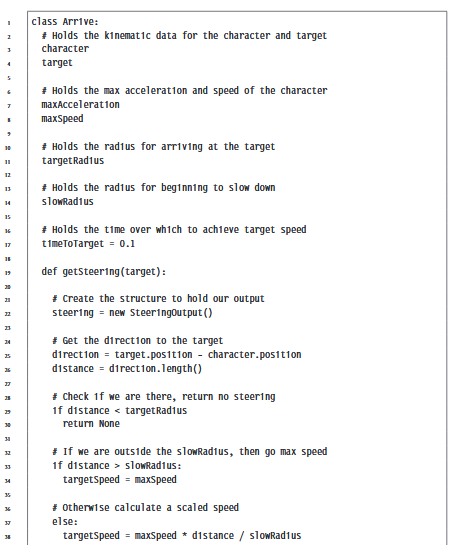 1 class Arrive:
2 # Holds the kinematic data for the character and target
3 character
4 target
5
6 # Holds the max acceleration and speed of the character
7 maxAcceleration
8 maxSpeed
9
10 # Holds the radius for arriving at the target
11 targetRadius
12
13 # Holds the radius for beginning to slow down
14 slowRadius
15
16 # Holds the time over which to achieve target speed
17 timeToTarget = 0.1
18
19 def getSteering(target):
20
21 # Create the structure to hold our output
22 steering = new SteeringOutput()
23
24 # Get the direction to the target
25 direction = target.position - character.position
26 distance = direction.length()
27
28 # Check if we are there, return no steering
29 if distance < targetRadius
30 return None
31
32 # If we are outside the slowRadius, then go max speed
33 if distance > slowRadius:
34 targetSpeed = maxSpeed
35
36 # Otherwise calculate a scaled speed
37 else:
38 targetSpeed = maxSpeed * distance / slowRadius